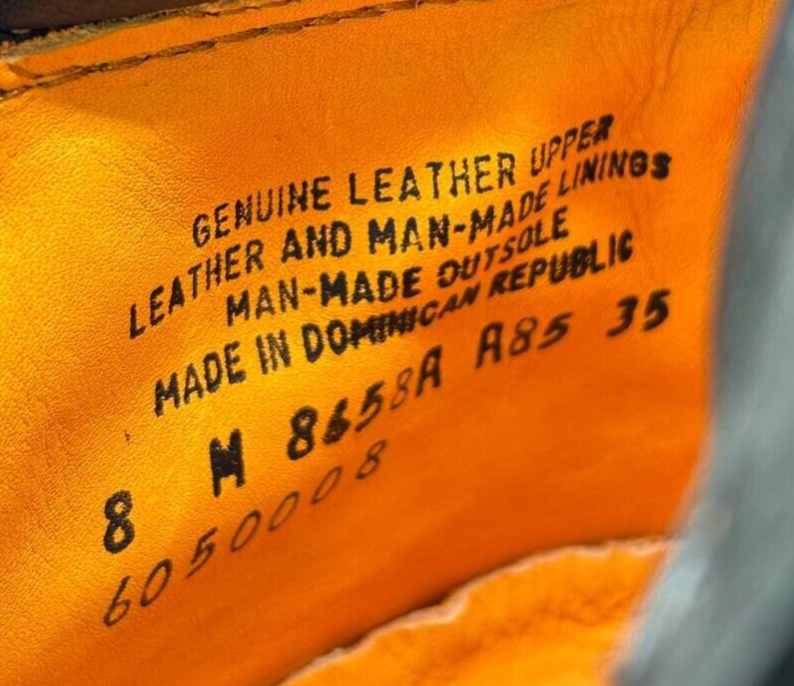 GENUINE LEATHER UPPER
LEATHER AND MAN-MADE LININGS
MAN-MADE OUTSOLE
MADE IN DOMINICAN REPUBLIC
8 M 8658A A85 35
6050008